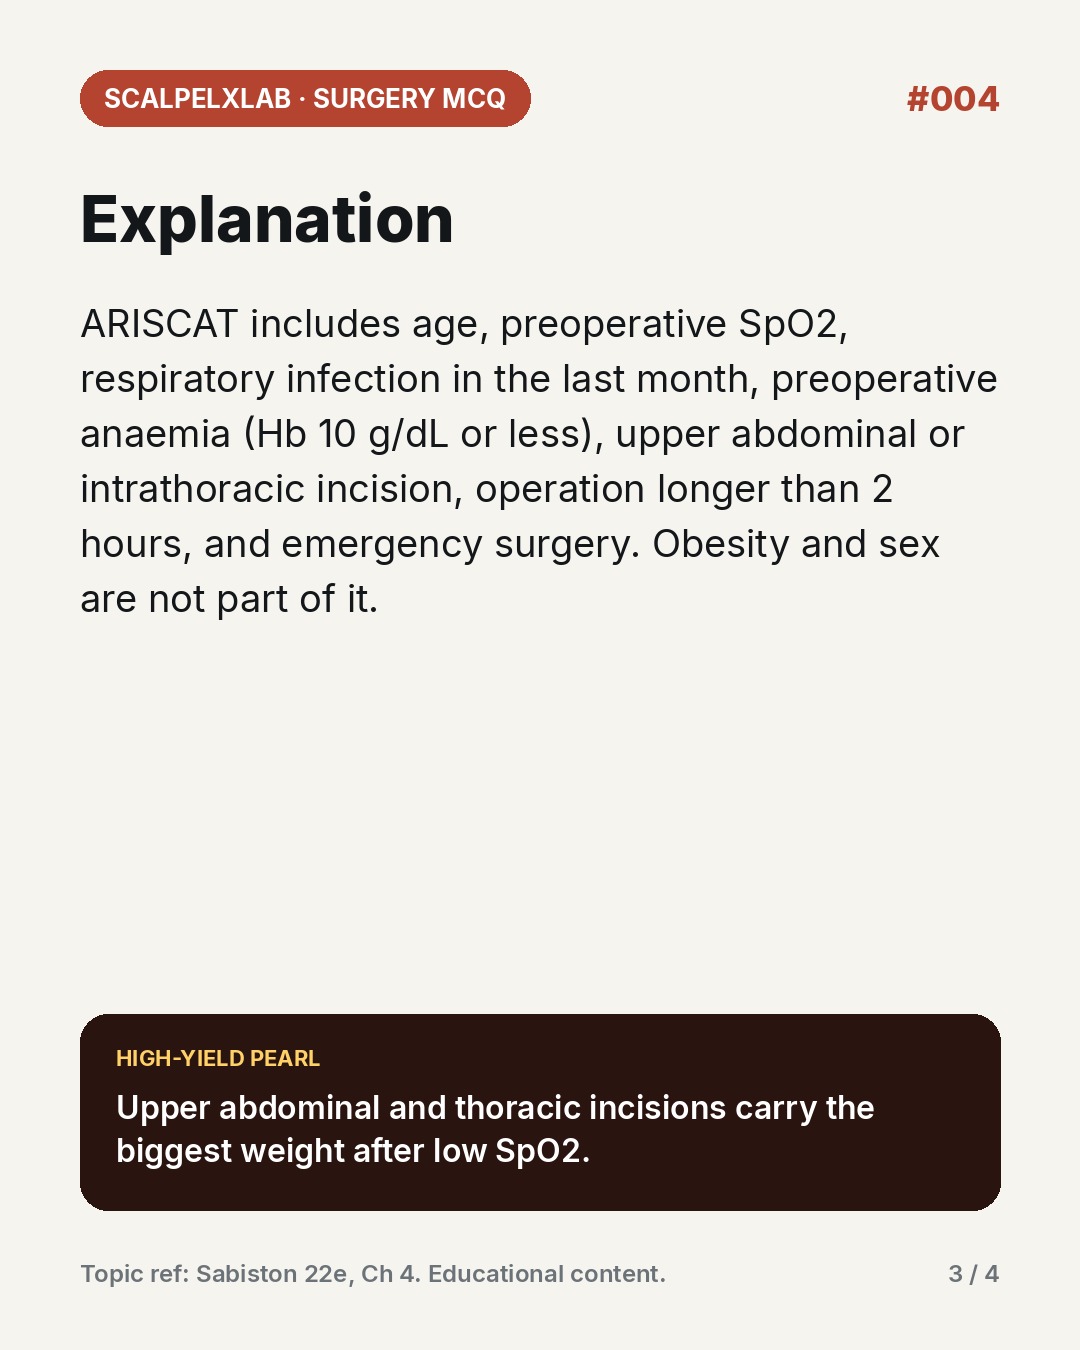 SCALPELXLAB · SURGERY MCQ
#004
Explanation
ARISCAT includes age, preoperative SpO2,
respiratory infection in the last month, preoperative
anaemia (Hb 10 g/dL or less), upper abdominal or
intrathoracic incision, operation longer than 2
hours, and emergency surgery. Obesity and sex
are not part of it.
HIGH-YIELD PEARL
Upper abdominal and thoracic incisions carry the
biggest weight after low SpO2.
Topic ref: Sabiston 22e, Ch 4. Educational content.
3 / 4